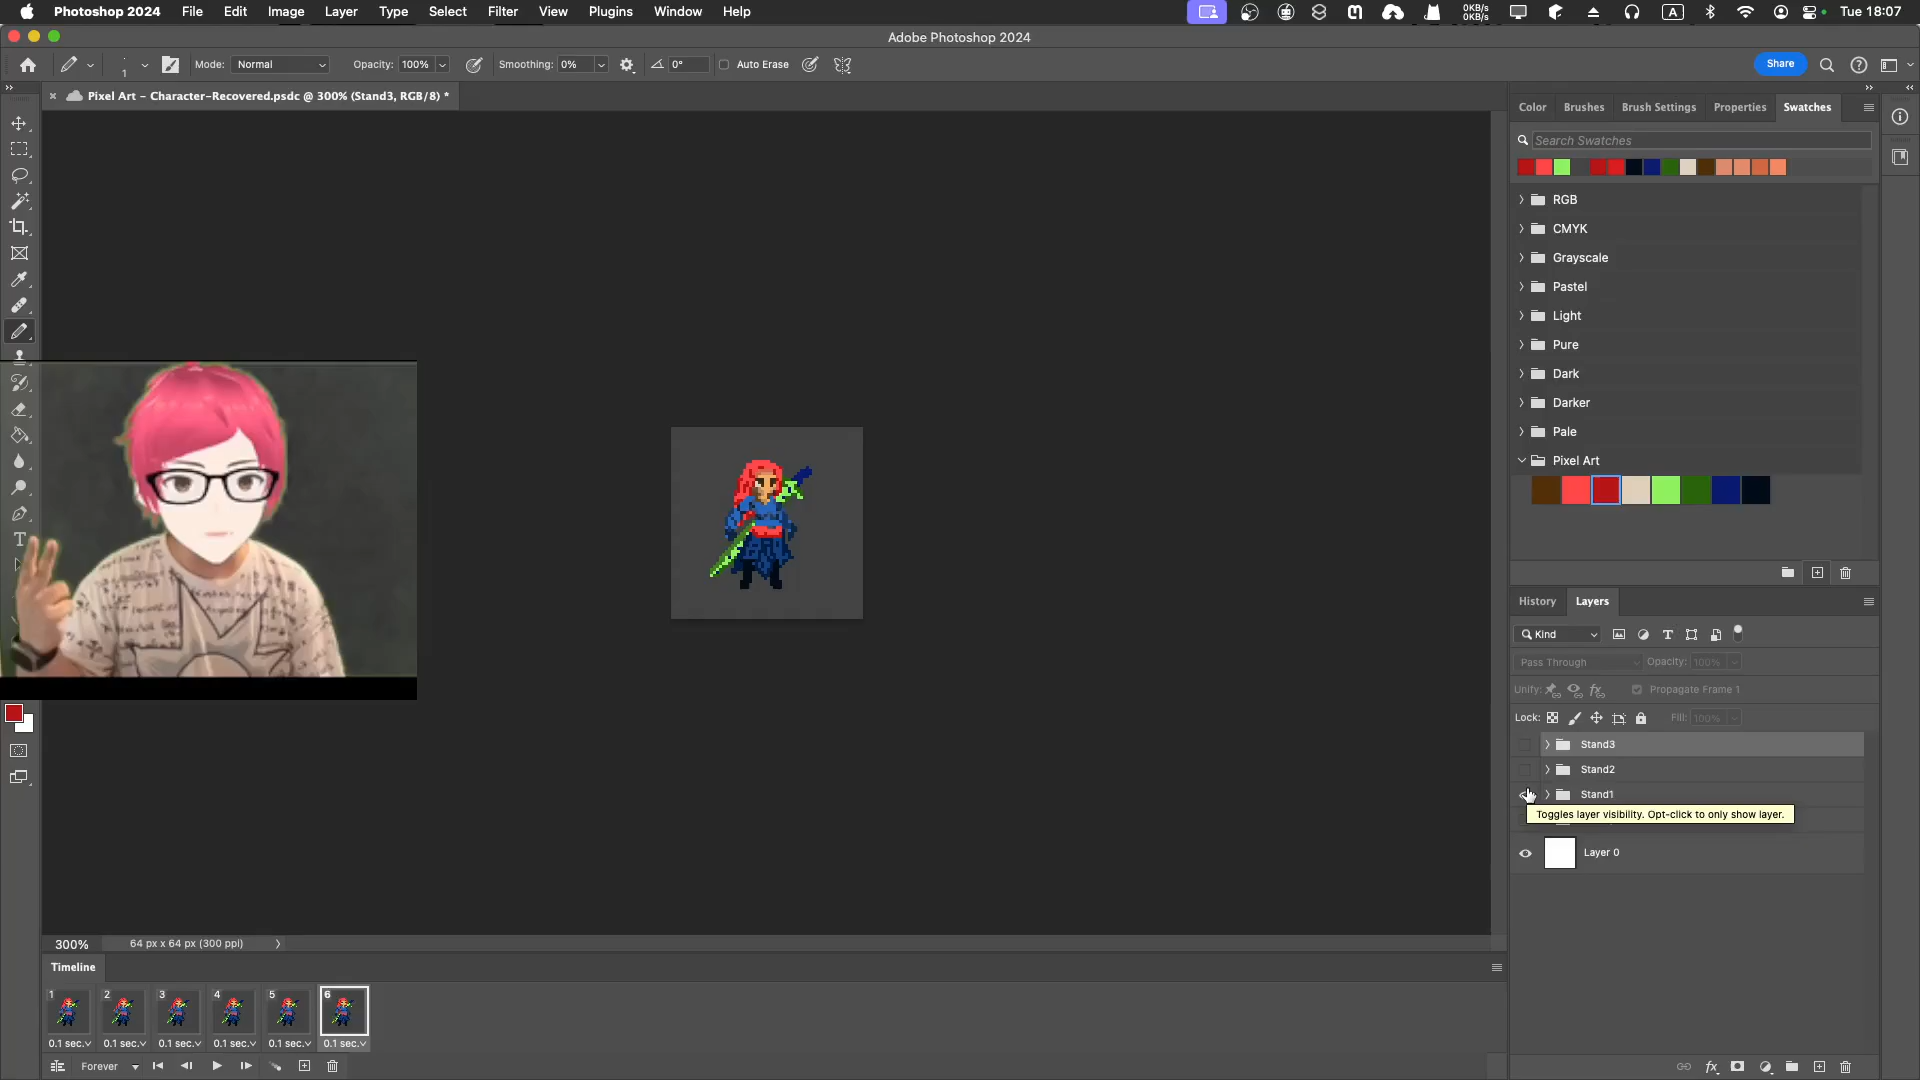 Photoshop 2024 File Edit Image Layer Type Select Filter View Plugins Window Help
0KB/s
0KB/s
A
Tue 18:07
Adobe Photoshop 2024
1
Mode: Normal
Opacity: 100%
Smoothing: 0%
0°
Auto Erase
Share
Pixel Art – Character-Recovered.psdc @ 300% (Stand3, RGB/8) *
Color Brushes Brush Settings Properties Swatches
Search Swatches
RGB
CMYK
Grayscale
Pastel
Light
Pure
Dark
Darker
Pale
Pixel Art
History Layers
Kind
Pass Through Opacity: 100%
Unify: Propagate Frame 1
Lock: Fill: 100%
Stand3
Stand2
Stand1
Toggles layer visibility. Opt-click to only show layer.
Layer 0
300% 64 px x 64 px (300 ppi)
Timeline
1 2 3 4 5 6
0.1 sec. 0.1 sec. 0.1 sec. 0.1 sec. 0.1 sec. 0.1 sec.
Forever